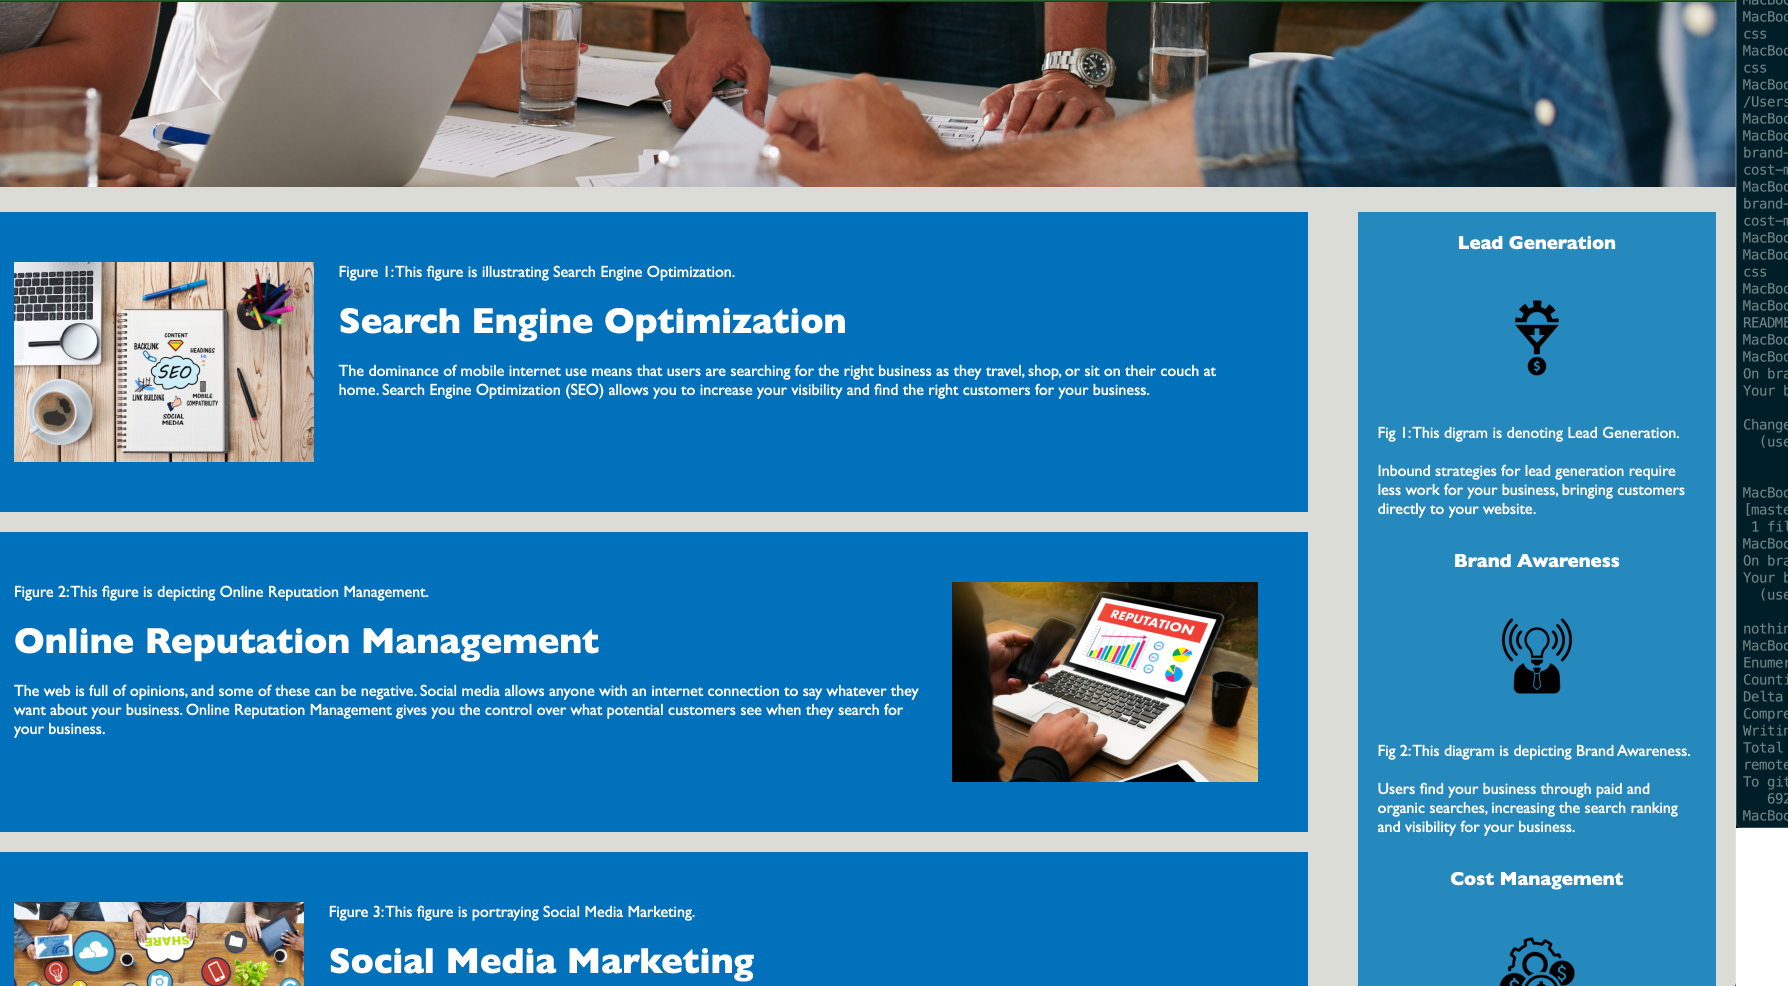 Figure 1: This figure is illustrating Search Engine Optimization.
Search Engine Optimization
The dominance of mobile internet use means that users are searching for the right business as they travel, shop, or sit on their couch at
home. Search Engine Optimization (SEO) allows you to increase your visibility and find the right customers for your business.
CONTENT
BACKLINK
HEADINGS
SEO
LINK BUILDING
MOBILE
COMPATIBILITY
SOCIAL
MEDIA
Figure 2: This figure is depicting Online Reputation Management.
Online Reputation Management
The web is full of opinions, and some of these can be negative. Social media allows anyone with an internet connection to say whatever they
want about your business. Online Reputation Management gives you the control over what potential customers see when they search for
your business.
REPUTATION
Figure 3: This figure is portraying Social Media Marketing.
Social Media Marketing
SHARE
Lead Generation
$
Fig 1: This digram is denoting Lead Generation.
Inbound strategies for lead generation require
less work for your business, bringing customers
directly to your website.
Brand Awareness
Fig 2: This diagram is depicting Brand Awareness.
Users find your business through paid and
organic searches, increasing the search ranking
and visibility for your business.
Cost Management
$
$
MacBoo
css
MacBoo
css
MacBoo
/Users
MacBoo
MacBoo
brand-
cost-m
MacBoo
brand-
cost-m
MacBoo
MacBoo
css
MacBoo
MacBoo
README
MacBoo
MacBoo
On bra
Your b
Change
(use
MacBoo
[maste
1 fil
MacBoo
On bra
Your b
(use
nothin
MacBoo
Enumer
Counti
Delta
Compre
Writin
Total
remote
To git
692
MacBoo